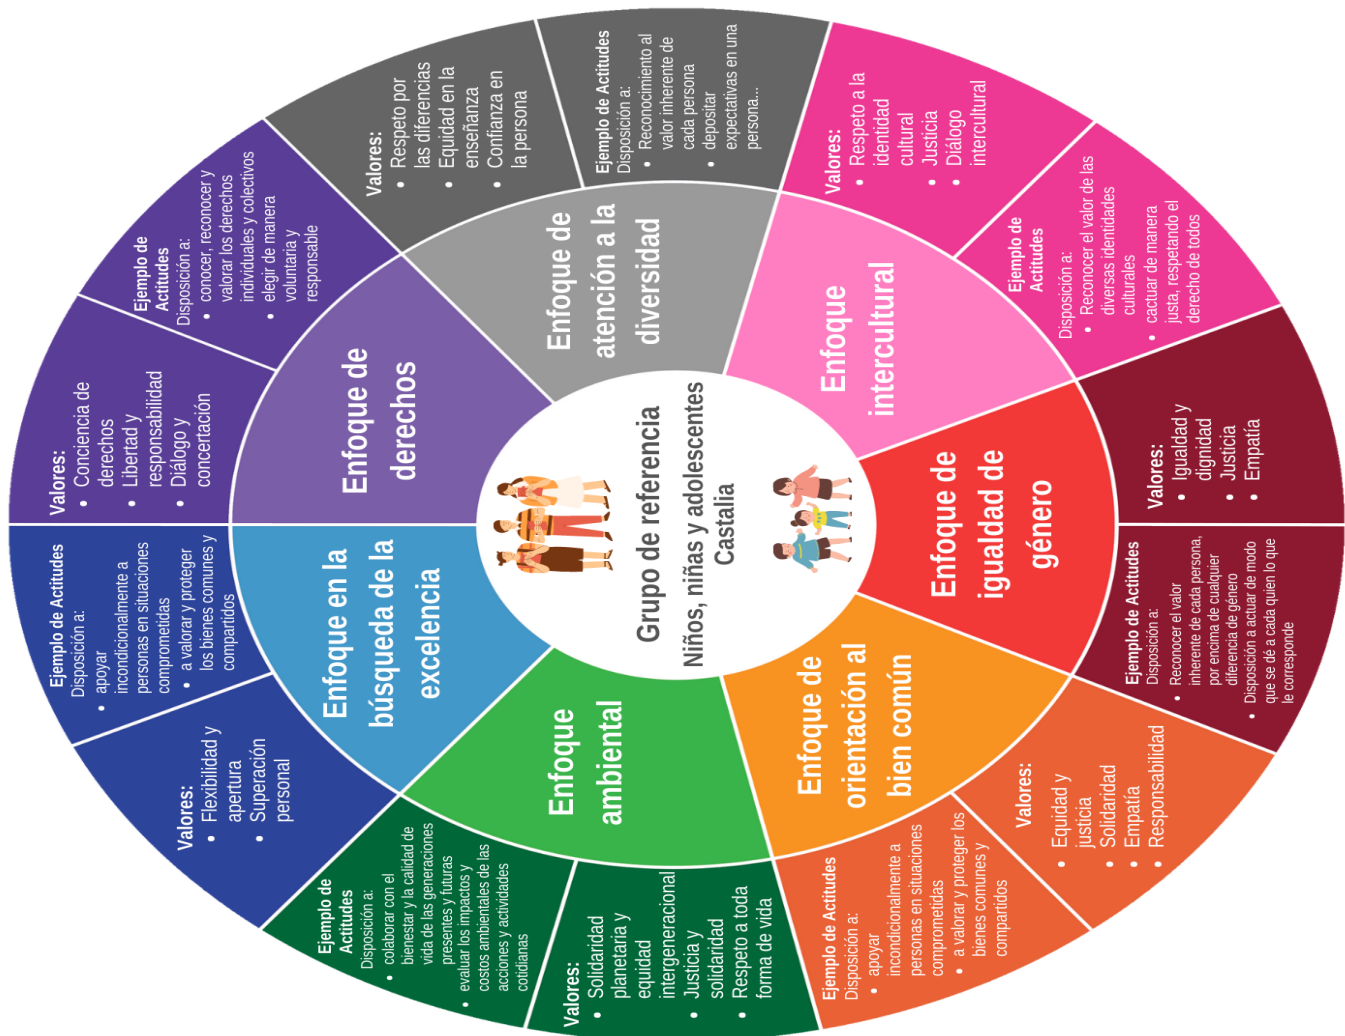 Grupo de referencia
Niños, niñas y adolescentes
Castalia
Enfoque de
derechos
Valores:
• Conciencia de
derechos
• Libertad y
responsabilidad
• Diálogo y
concertación
Ejemplo de
Actitudes
Disposición a:
• conocer, reconocer y
valorar los derechos
individuales y colectivos
• elegir de manera
voluntaria y
responsable
Enfoque de
atención a la
diversidad
Valores:
• Respeto por
las diferencias
• Equidad en la
enseñanza
• Confianza en
la persona
Ejemplo de Actitudes
Disposición a:
• Reconocimiento al
valor inherente de
cada persona
• depositar
expectativas en una
persona...
Enfoque
intercultural
Valores:
• Respeto a la
identidad
cultural
• Justicia
• Diálogo
intercultural
Ejemplo de
Actitudes
Disposición a:
• Reconocer el valor de las
diversas identidades
culturales
• cactuar de manera
justa, respetando el
derecho de todos
Enfoque de
igualdad de
género
Valores:
• Igualdad y
dignidad
• Justicia
• Empatía
Ejemplo de Actitudes
Disposición a:
• Reconocer el valor
inherente de cada persona,
por encima de cualquier
diferencia de género
• Disposición a actuar de modo
que se dé a cada quien lo que
le corresponde
Enfoque de
orientación al
bien común
Valores:
• Equidad y
justicia
• Solidaridad
• Empatía
• Responsabilidad
Ejemplo de Actitudes
Disposición a:
• apoyar
incondicionalmente a
personas en situaciones
comprometidas
• a valorar y proteger los
bienes comunes y
compartidos
Enfoque
ambiental
Valores:
• Solidaridad
planetaria y
equidad
intergeneracional
• Justicia y
solidaridad
• Respeto a toda
forma de vida
Ejemplo de
Actitudes
Disposición a:
• colaborar con el
bienestar y la calidad de
vida de las generaciones
presentes y futuras
• evaluar los impactos y
costos ambientales de las
acciones y actividades
cotidianas
Enfoque en la
búsqueda de la
excelencia
Valores:
• Flexibilidad y
apertura
• Superación
personal
Ejemplo de Actitudes
Disposición a:
• apoyar
incondicionalmente a
personas en situaciones
comprometidas
• a valorar y proteger
los bienes comunes y
compartidos